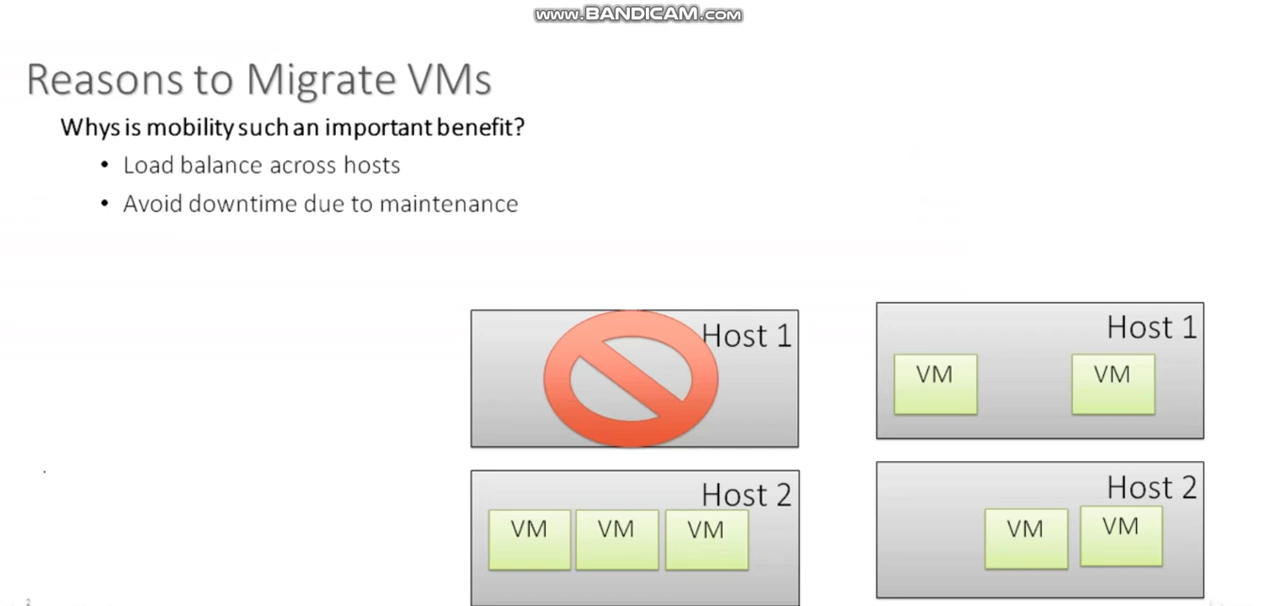 www.BANDICAM.com
Reasons to Migrate VMs
Whys is mobility such an important benefit?
• Load balance across hosts
• Avoid downtime due to maintenance
Host 1
Host 2
VM VM VM
Host 1
VM VM
Host 2
VM VM
2